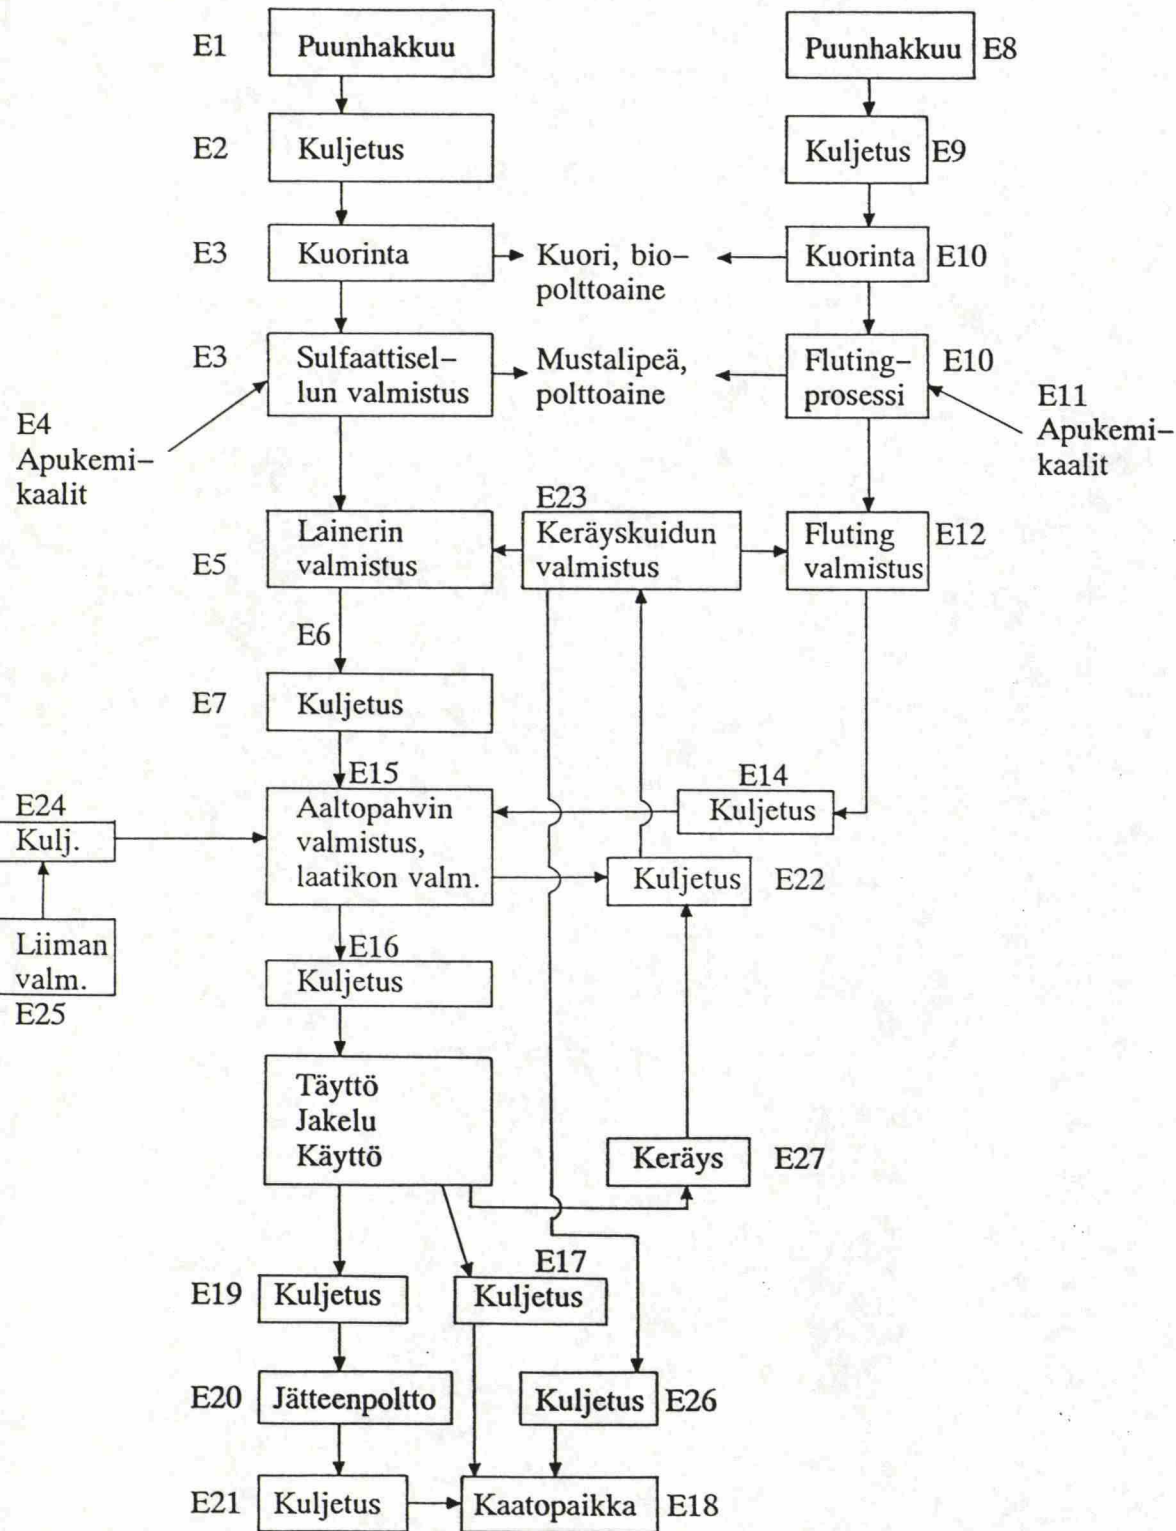 E1 Puunhakkuu
Puunhakkuu E8
E2 Kuljetus
Kuljetus E9
E3 Kuorinta
Kuori, bio–
polttoaine
Kuorinta E10
E3 Sulfaattisel–
lun valmistus
Mustalipeä,
polttoaine
Fluting–
prosessi
E10
E4
Apukemi–
kaalit
E11
Apukemi–
kaalit
E5
Lainerin
valmistus
E23
Keräyskuidun
valmistus
Fluting
valmistus
E12
E6
E7 Kuljetus
E15
Aaltopahvin
valmistus,
laatikon valm.
E14
Kuljetus
E24
Kulj.
Kuljetus E22
Liiman
valm.
E25
E16
Kuljetus
Täyttö
Jakelu
Käyttö
Keräys E27
E19 Kuljetus
E17
Kuljetus
E20 Jätteenpoltto
Kuljetus E26
E21 Kuljetus
Kaatopaikka E18